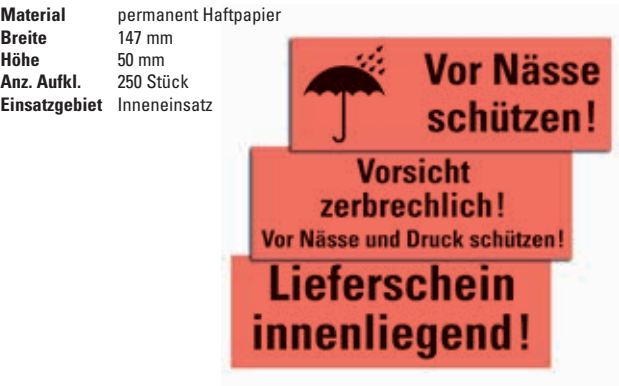 Material permanent Haftpapier
Breite 147 mm
Höhe 50 mm
Anz. Aufkl. 250 Stück
Einsatzgebiet Inneneinsatz
Vor Nässe
schützen!
Vorsicht
zerbrechlich!
Vor Nässe und Druck schützen!
Lieferschein
innenliegend!